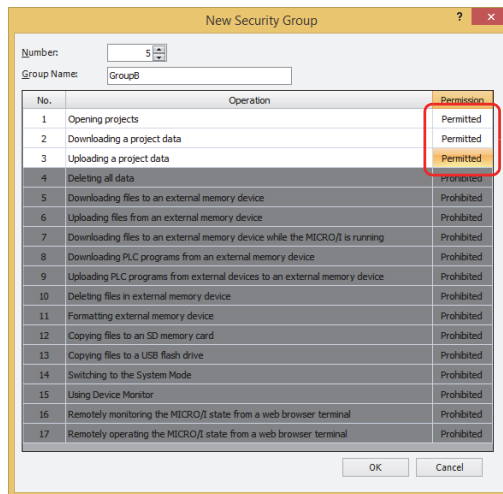 New Security Group ? ×
Number: 5
Group Name: GroupB
No. Operation Permission
1 Opening projects Permitted
2 Downloading a project data Permitted
3 Uploading a project data Permitted
4 Deleting all data Prohibited
5 Downloading files to an external memory device Prohibited
6 Uploading files from an external memory device Prohibited
7 Downloading files to an external memory device while the MICRO/I is running Prohibited
8 Downloading PLC programs from an external memory device Prohibited
9 Uploading PLC programs from external devices to an external memory device Prohibited
10 Deleting files in external memory device Prohibited
11 Formatting external memory device Prohibited
12 Copying files to an SD memory card Prohibited
13 Copying files to a USB flash drive Prohibited
14 Switching to the System Mode Prohibited
15 Using Device Monitor Prohibited
16 Remotely monitoring the MICRO/I state from a web browser terminal Prohibited
17 Remotely operating the MICRO/I state from a web browser terminal Prohibited
OK Cancel